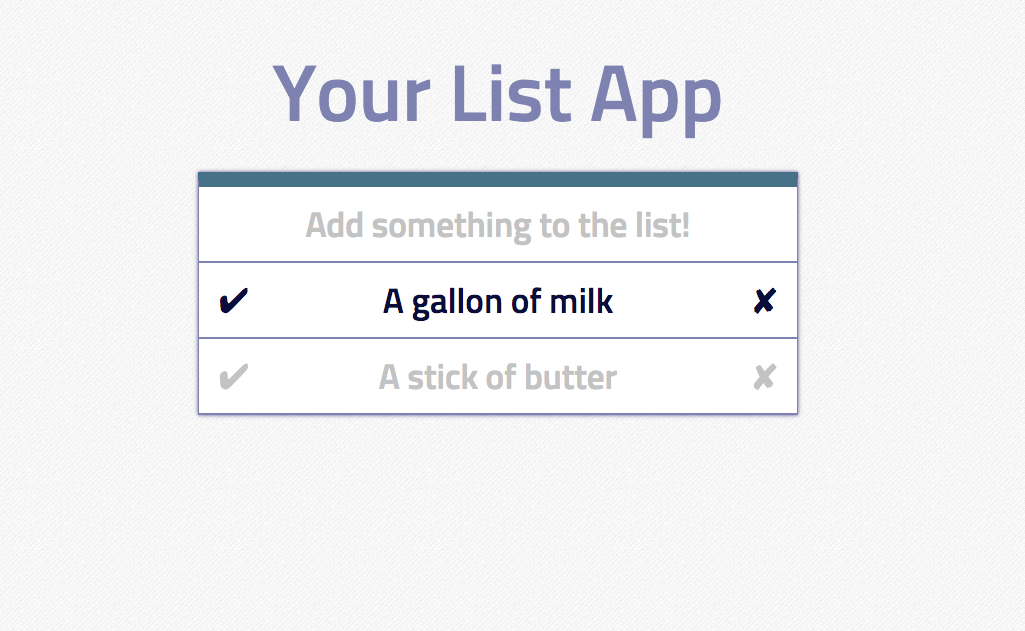 Your List App
Add something to the list!
✔ A gallon of milk ✘
✔ A stick of butter ✘